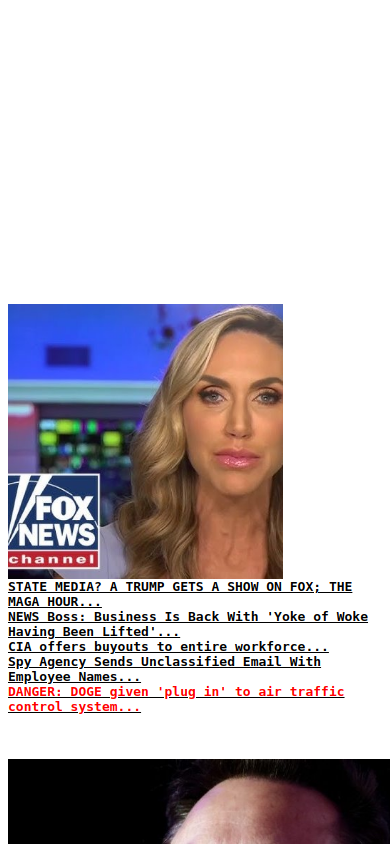 FOX
NEWS
channel
STATE MEDIA? A TRUMP GETS A SHOW ON FOX; THE
MAGA HOUR...
NEWS Boss: Business Is Back With 'Yoke of Woke
Having Been Lifted'...
CIA offers buyouts to entire workforce...
Spy Agency Sends Unclassified Email With
Employee Names...
DANGER: DOGE given 'plug in' to air traffic
control system...